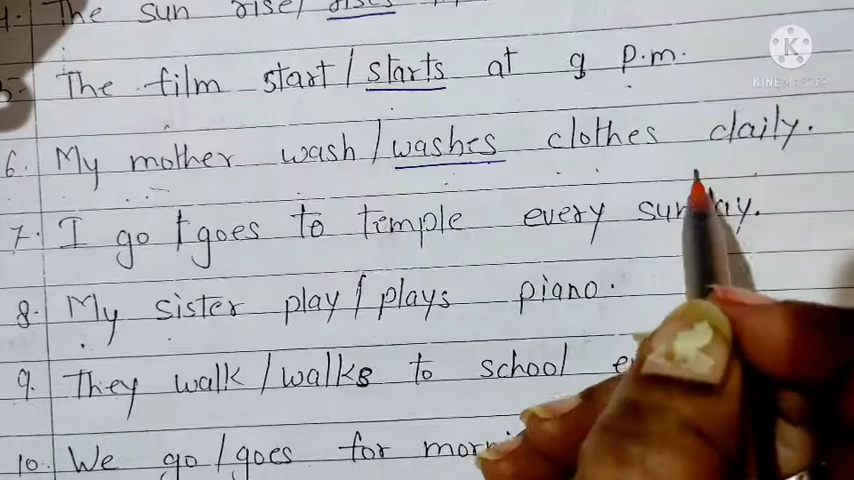 4. The sun rise/ rises
5. The film start/starts at 9 p.m.
6. My mother wash/washes clothes daily.
7. I go/goes to temple every sunday.
8. My sister play/plays piano.
9. They walk/walks to school
10. We go/goes for
K
KINEMASTER